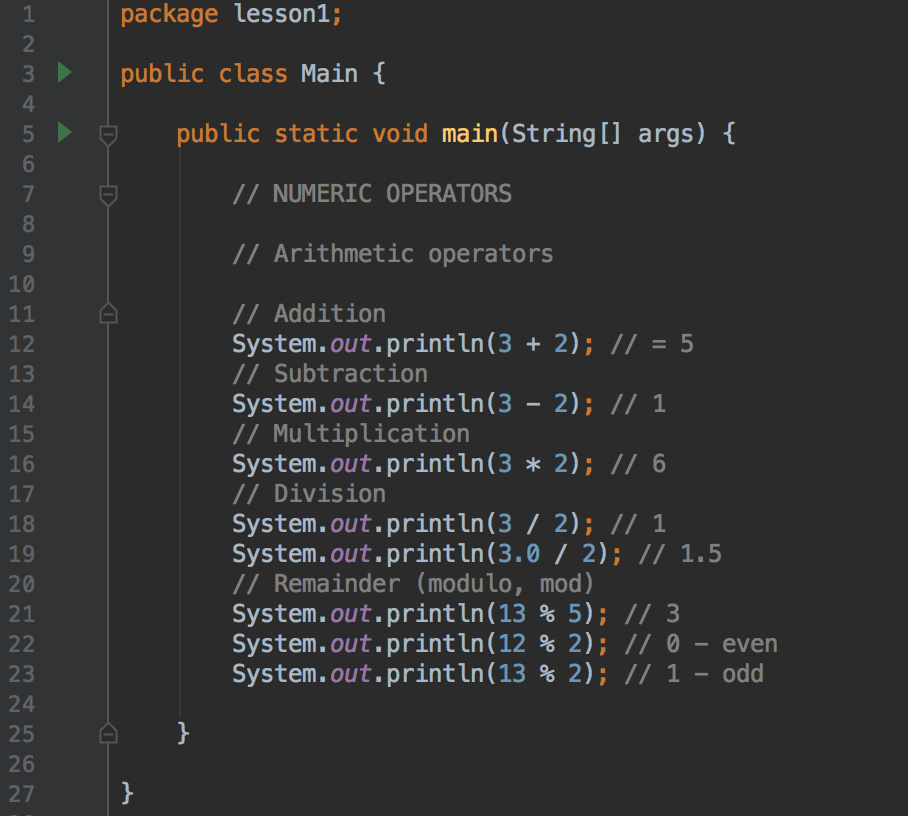 1 package lesson1;
2
3 public class Main {
4
5 public static void main(String[] args) {
6
7 // NUMERIC OPERATORS
8
9 // Arithmetic operators
10
11 // Addition
12 System.out.println(3 + 2); // = 5
13 // Subtraction
14 System.out.println(3 - 2); // 1
15 // Multiplication
16 System.out.println(3 * 2); // 6
17 // Division
18 System.out.println(3 / 2); // 1
19 System.out.println(3.0 / 2); // 1.5
20 // Remainder (modulo, mod)
21 System.out.println(13 % 5); // 3
22 System.out.println(12 % 2); // 0 - even
23 System.out.println(13 % 2); // 1 - odd
24
25 }
26
27 }